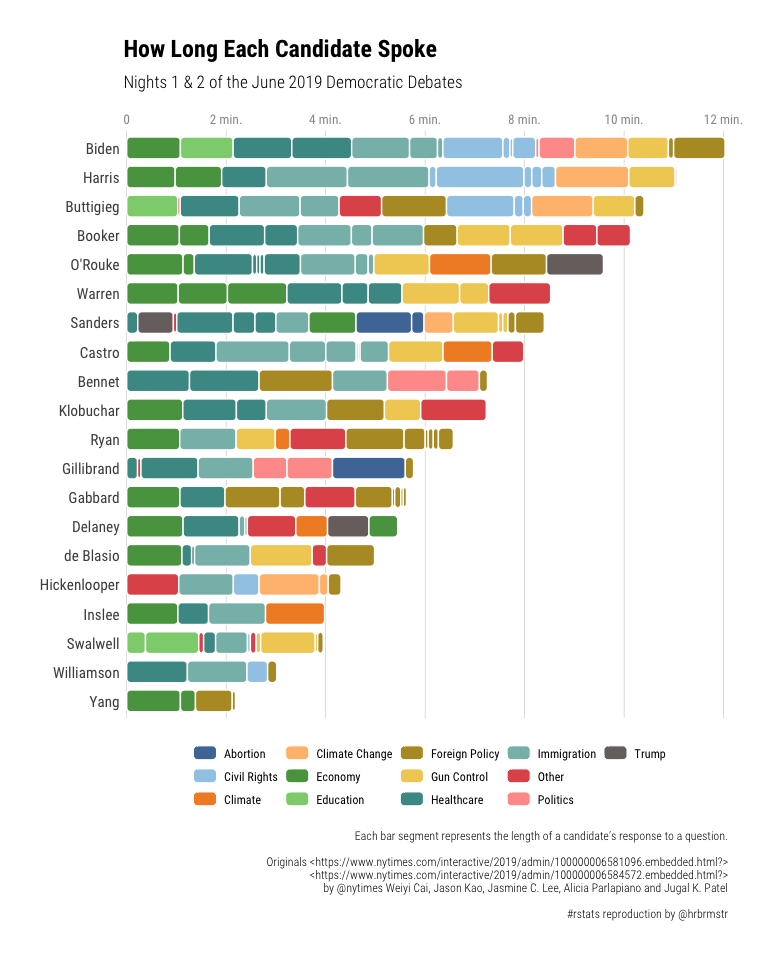 How Long Each Candidate Spoke
Nights 1 & 2 of the June 2019 Democratic Debates
0 2 min. 4 min. 6 min. 8 min. 10 min. 12 min.
Biden
Harris
Buttigieg
Booker
O'Rouke
Warren
Sanders
Castro
Bennet
Klobuchar
Ryan
Gillibrand
Gabbard
Delaney
de Blasio
Hickenlooper
Inslee
Swalwell
Williamson
Yang
Abortion Climate Change Foreign Policy Immigration Trump
Civil Rights Economy Gun Control Other
Climate Education Healthcare Politics
Each bar segment represents the length of a candidate's response to a question.
Originals <https://www.nytimes.com/interactive/2019/admin/100000006581096.embedded.html?>
<https://www.nytimes.com/interactive/2019/admin/100000006584572.embedded.html?>
by @nytimes Weiyi Cai, Jason Kao, Jasmine C. Lee, Alicia Parlapiano and Jugal K. Patel
#rstats reproduction by @hrbrmstr